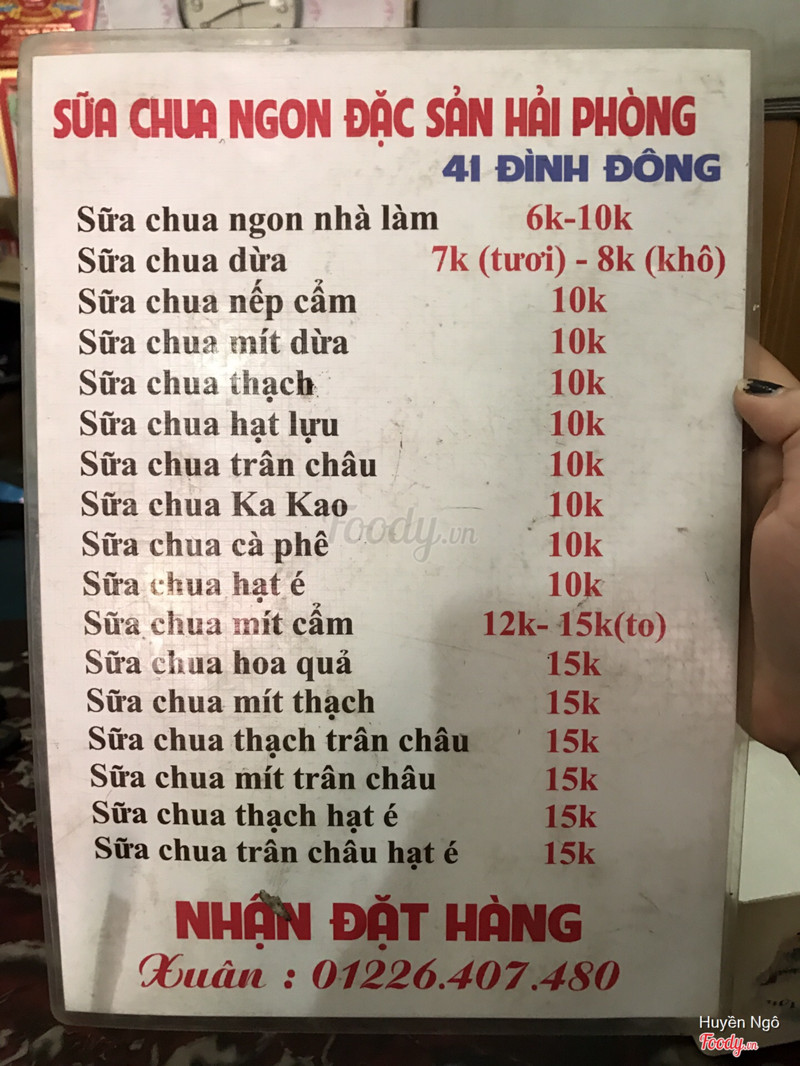 SỮA CHUA NGON ĐẶC SẢN HẢI PHÒNG
41 ĐÌNH ĐÔNG
Sữa chua ngon nhà làm 6k-10k
Sữa chua dừa 7k (tươi) - 8k (khô)
Sữa chua nếp cẩm 10k
Sữa chua mít dừa 10k
Sữa chua thạch 10k
Sữa chua hạt lựu 10k
Sữa chua trân châu 10k
Sữa chua Ka Kao 10k
Sữa chua cà phê 10k
Sữa chua hạt é 10k
Sữa chua mít cẩm 12k- 15k(to)
Sữa chua hoa quả 15k
Sữa chua mít thạch 15k
Sữa chua thạch trân châu 15k
Sữa chua mít trân châu 15k
Sữa chua thạch hạt é 15k
Sữa chua trân châu hạt é 15k
NHẬN ĐẶT HÀNG
Xuân : 01226.407.480
Foody.vn
Huyền Ngô
Foody.vn